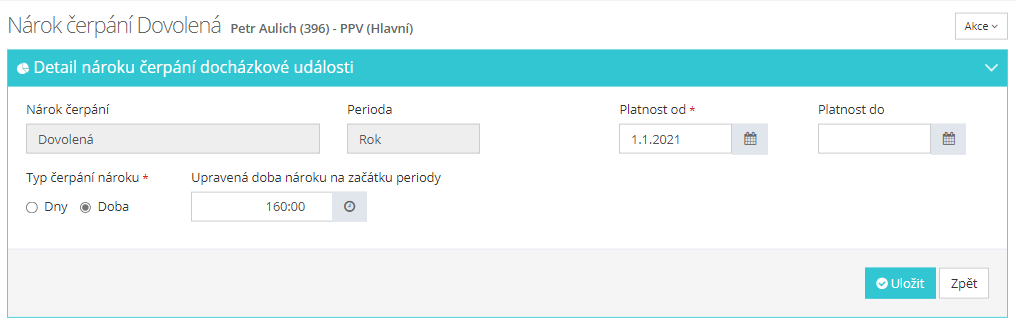 Nárok čerpání Dovolená Petr Aulich (396) - PPV (Hlavní)
Akce
Detail nároku čerpání docházkové události
Nárok čerpání Perioda Platnost od * Platnost do
Dovolená Rok 1.1.2021
Typ čerpání nároku * Upravená doba nároku na začátku periody
Dny Doba 160:00
Uložit Zpět